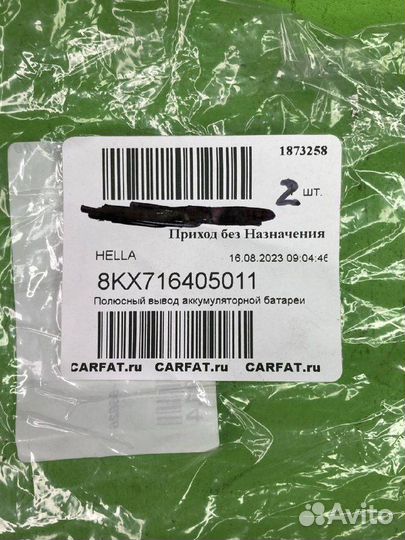 1873258
2 шт.
Приход без Назначения
HELLA 16.08.2023 09:04:46
8KX716405011
Полюсный вывод аккумуляторной батареи
CARFAT.ru CARFAT.ru CARFAT.ru
Avito